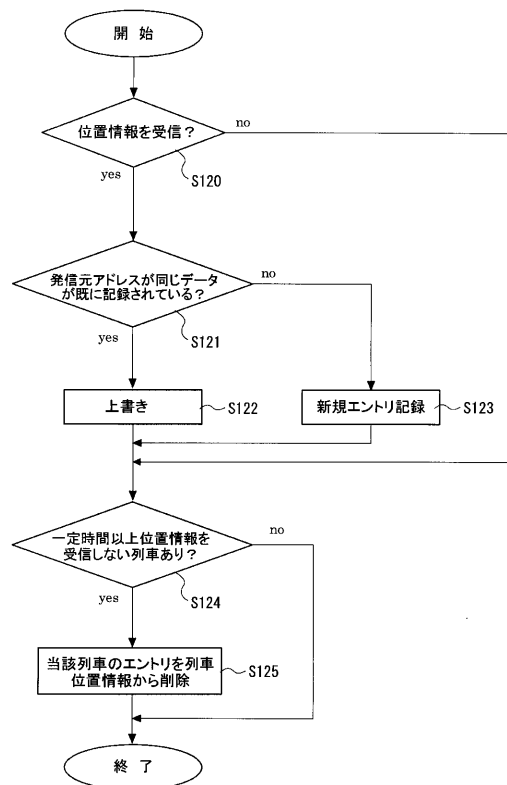 開 始
位置情報を受信？
no
S120
yes
発信元アドレスが同じデータ
が既に記録されている？
no
S121
yes
上書き
S122
新規エントリ記録
S123
一定時間以上位置情報を
受信しない列車あり？
no
S124
yes
当該列車のエントリを列車
位置情報から削除
S125
終 了